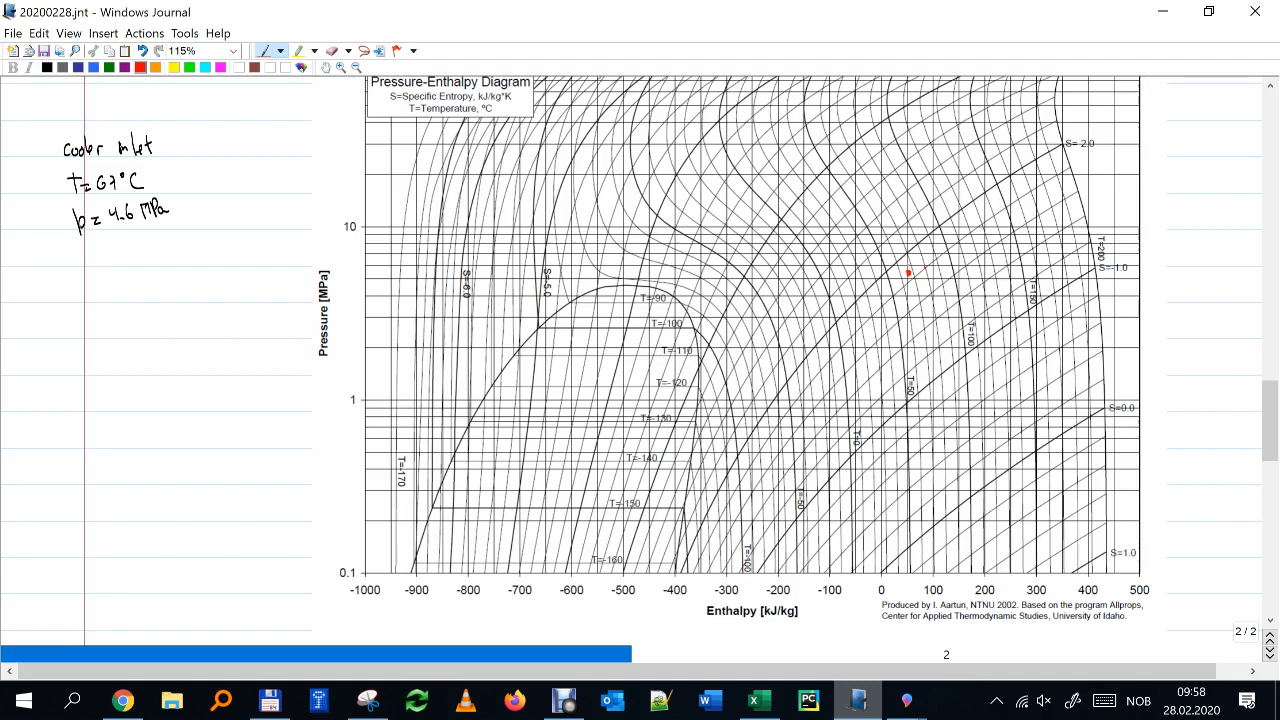 20200228.jnt - Windows Journal
File Edit View Insert Actions Tools Help
115%
B I
cooler inlet
T = 67°C
p = 4.6 MPa
Pressure-Enthalpy Diagram
S=Specific Entropy, kJ/kg*K
T=Temperature, ºC
S=-2.0
T=200
S=-1.0
T=150
T=100
T=50
T=0
T=-50
T=-100
S=0.0
S=1.0
S=-6.0
S=-5.0
T=-90
T=-100
T=-110
T=-120
T=-130
T=-140
T=-150
T=-160
T=-170
10
1
0.1
Pressure [MPa]
-1000 -900 -800 -700 -600 -500 -400 -300 -200 -100 0 100 200 300 400 500
Enthalpy [kJ/kg]
Produced by I. Aartun, NTNU 2002. Based on the program Allprops,
Center for Applied Thermodynamic Studies, University of Idaho.
2 / 2
2
NOB
09:58
28.02.2020